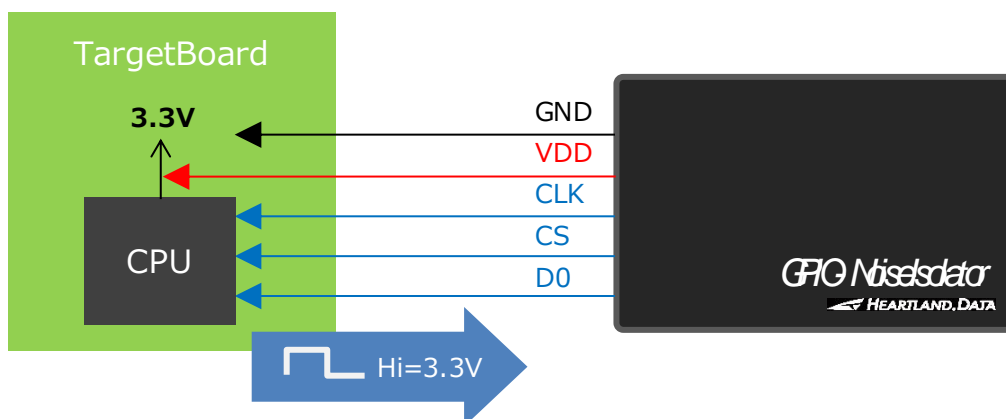 TargetBoard
3.3V
GND
VDD
CLK
CS
D0
CPU
GPIO-NoiseIsolator
HEARTLAND.DATA
Hi=3.3V